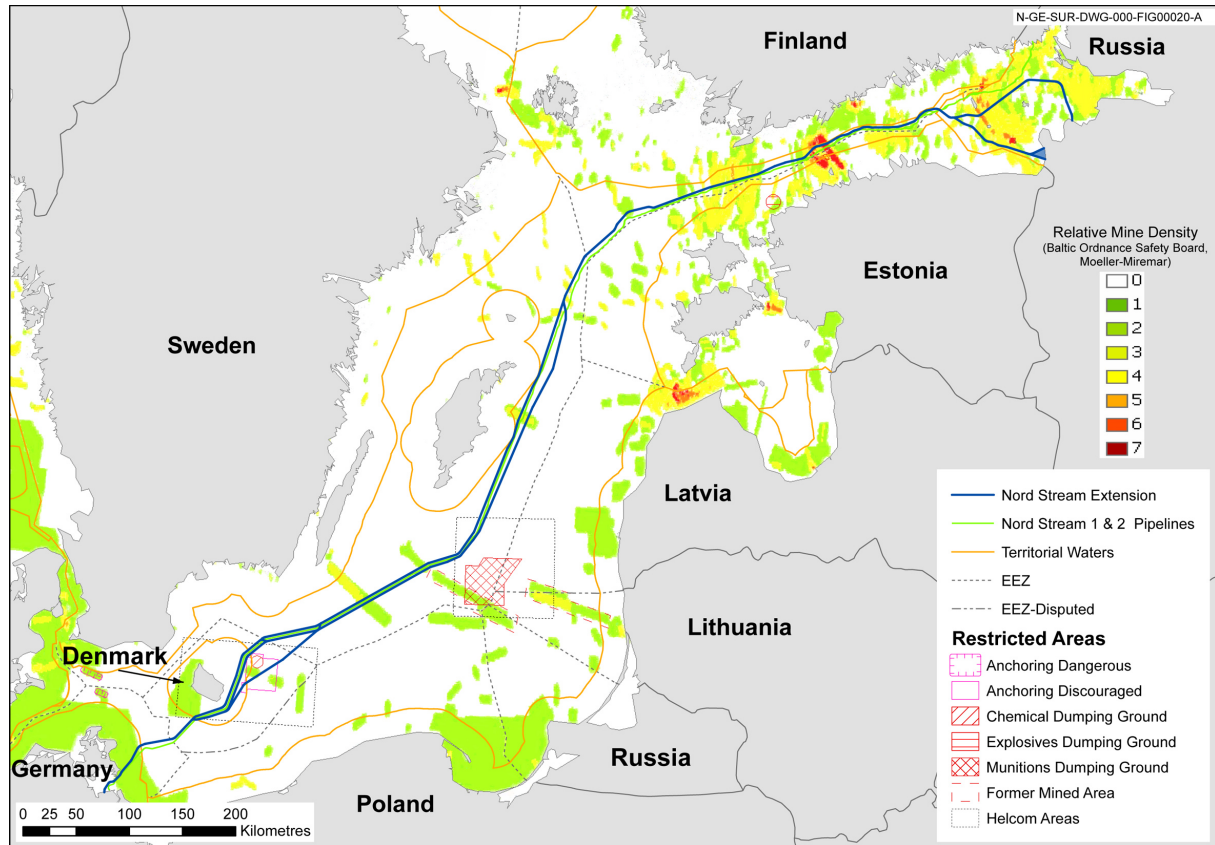 N-GE-SUR-DWG-000-FIG00020-A
Finland
Russia
Relative Mine Density
(Baltic Ordnance Safety Board,
Moeller-Miremar)
0
1
2
3
4
5
6
7
Estonia
Sweden
Latvia
Lithuania
Denmark
Russia
Germany
Poland
Nord Stream Extension
Nord Stream 1 & 2 Pipelines
Territorial Waters
EEZ
EEZ-Disputed
Restricted Areas
Anchoring Dangerous
Anchoring Discouraged
Chemical Dumping Ground
Explosives Dumping Ground
Munitions Dumping Ground
Former Mined Area
Helcom Areas
0 25 50 100 150 200
Kilometres